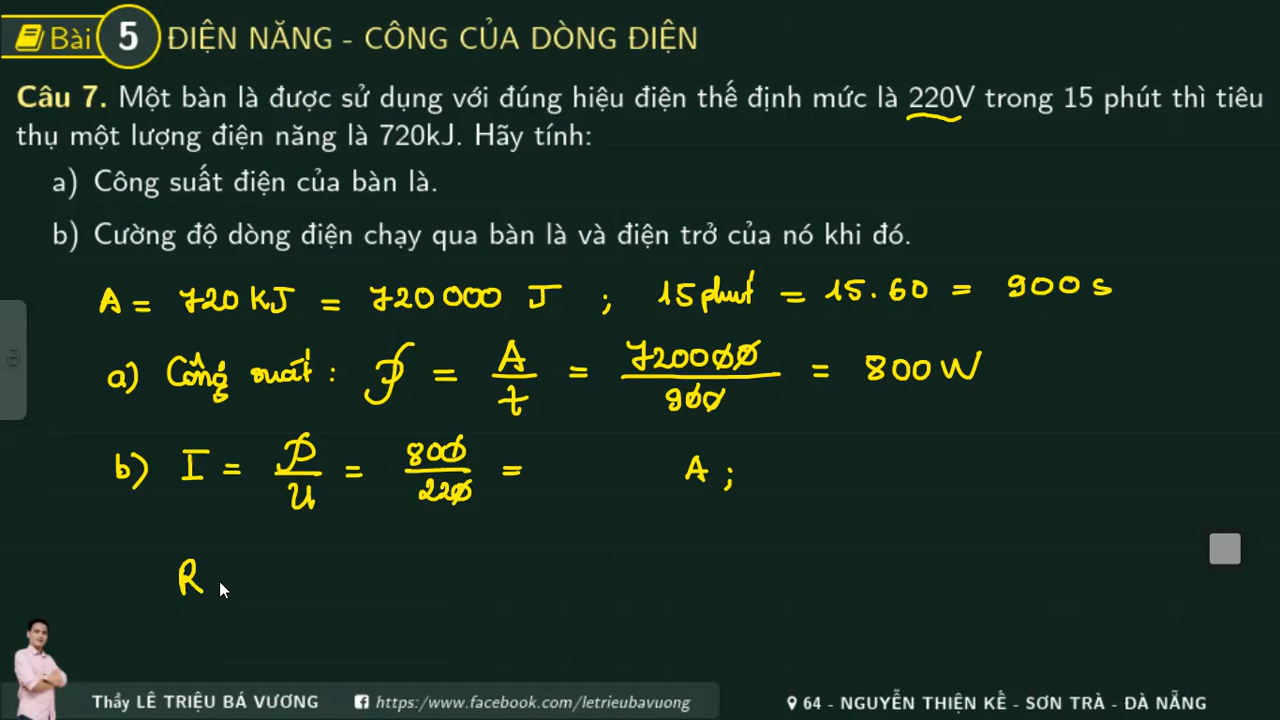 Bài 5 ĐIỆN NĂNG - CÔNG CỦA DÒNG ĐIỆN
Câu 7. Một bàn là được sử dụng với đúng hiệu điện thế định mức là 220V trong 15 phút thì tiêu
thụ một lượng điện năng là 720kJ. Hãy tính:
a) Công suất điện của bàn là.
b) Cường độ dòng điện chạy qua bàn là và điện trở của nó khi đó.
A = 720 kJ = 720 000 J ; 15 phút = 15.60 = 900 s
a) Công suất : P = A/t = 720000/900 = 800 W
b) I = P/U = 800/220 = A ;
R
Thầy LÊ TRIỆU BÁ VƯƠNG https://www.facebook.com/letrieubavuong 64 - NGUYỄN THIỆN KẾ - SƠN TRÀ - ĐÀ NẴNG